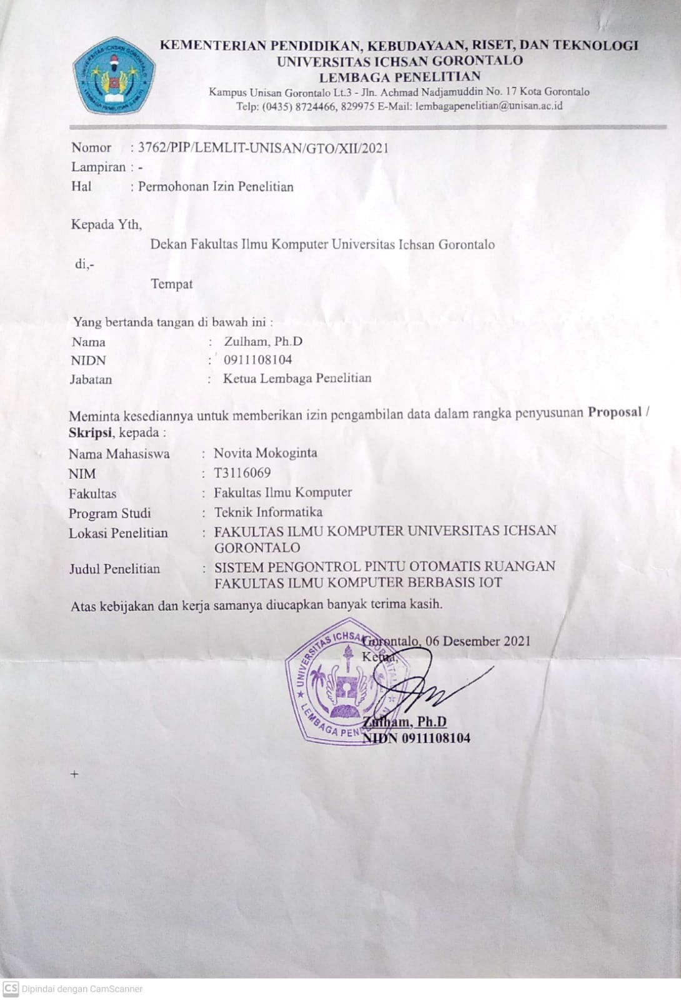 KEMENTERIAN PENDIDIKAN, KEBUDAYAAN, RISET, DAN TEKNOLOGI
UNIVERSITAS ICHSAN GORONTALO
LEMBAGA PENELITIAN
Kampus Unisan Gorontalo Lt.3 - Jln. Achmad Nadjamuddin No. 17 Kota Gorontalo
Telp: (0435) 8724466, 829975 E-Mail: lembagapenelitian@unisan.ac.id
UNIVERSITAS ICHSAN GORONTALO
Nomor : 3762/PIP/LEMLIT-UNISAN/GTO/XII/2021
Lampiran : -
Hal : Permohonan Izin Penelitian
Kepada Yth,
Dekan Fakultas Ilmu Komputer Universitas Ichsan Gorontalo
di,-
Tempat
Yang bertanda tangan di bawah ini :
Nama : Zulham, Ph.D
NIDN : 0911108104
Jabatan : Ketua Lembaga Penelitian
Meminta kesediannya untuk memberikan izin pengambilan data dalam rangka penyusunan Proposal /
Skripsi, kepada :
Nama Mahasiswa : Novita Mokoginta
NIM : T3116069
Fakultas : Fakultas Ilmu Komputer
Program Studi : Teknik Informatika
Lokasi Penelitian : FAKULTAS ILMU KOMPUTER UNIVERSITAS ICHSAN
GORONTALO
Judul Penelitian : SISTEM PENGONTROL PINTU OTOMATIS RUANGAN
FAKULTAS ILMU KOMPUTER BERBASIS IOT
Atas kebijakan dan kerja samanya diucapkan banyak terima kasih.
Gorontalo, 06 Desember 2021
Ketua,
UNIVERSITAS ICHSAN GORONTALO
LEMBAGA PENELITIAN
Zulham, Ph.D
NIDN 0911108104
+
CS Dipindai dengan CamScanner